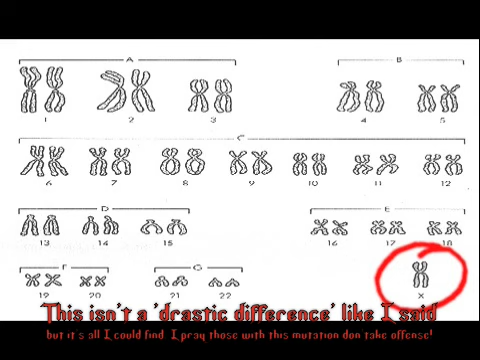 A B
1 2 3 4 5
C
6 7 8 9 10 11 12
D E
13 14 15 16 17 18
F G
19 20 21 22 X
This isn't a 'drastic difference' like I said
but it's all I could find. I pray those with this mutation don take offense!